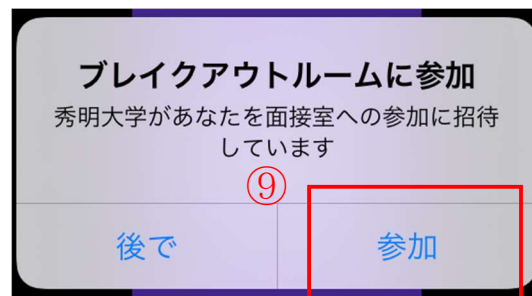 ブレイクアウトルームに参加
秀明大学があなたを面接室への参加に招待
しています
⑨
後で
参加